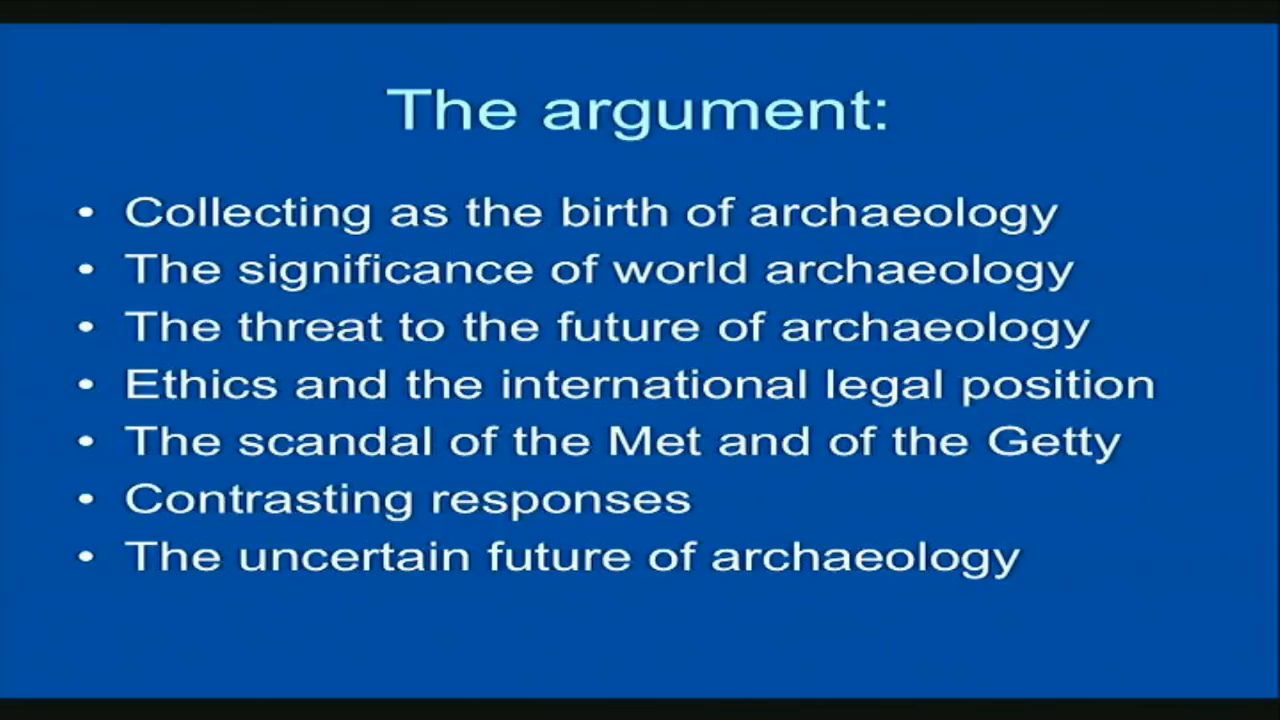 The argument:
• Collecting as the birth of archaeology
• The significance of world archaeology
• The threat to the future of archaeology
• Ethics and the international legal position
• The scandal of the Met and of the Getty
• Contrasting responses
• The uncertain future of archaeology